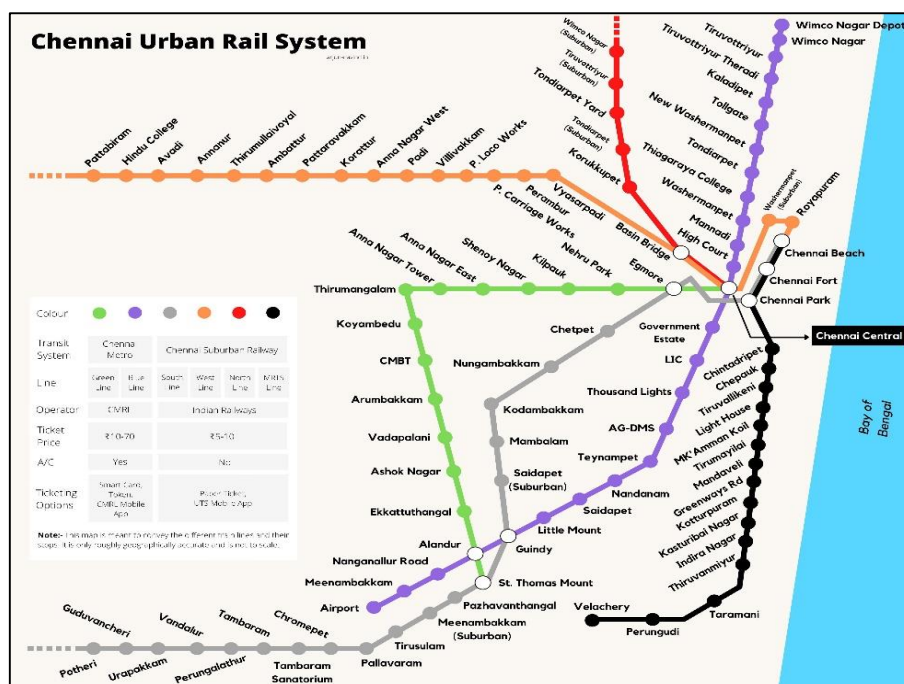 Chennai Urban Rail System
Wimco Nagar Depot
Wimco Nagar
Tiruvottriyur
Tiruvottriyur Theradi
Kaladipet
Tollgate
New Washermanpet
Tondiarpet
Thiagaraya College
Washermanpet
Mannadi
High Court
Wimco Nagar
(Suburban)
Tiruvottriyur
(Suburban)
Tondiarpet Yard
Tondiarpet
(Suburban)
Korukkupet
Basin Bridge
Washermanpet
(Suburban)
Royapuram
Pattabiram
Hindu College
Avadi
Annanur
Thirumullaivoyal
Ambattur
Pattaravakkam
Korattur
Anna Nagar West
Podi
Villivakkam
P. Loco Works
P. Carriage Works
Perambur
Vyasarpadi
Chennai Beach
Chennai Fort
Chennai Park
Chennai Central
Thirumangalam
Anna Nagar Tower
Anna Nagar East
Shenoy Nagar
Kilpauk
Nehru Park
Egmore
Koyambedu
CMBT
Arumbakkam
Vadapalani
Ashok Nagar
Ekkattuthangal
Alandur
St. Thomas Mount
Chetpet
Nungambakkam
Kodambakkam
Mambalam
Saidapet
(Suburban)
Guindy
Government
Estate
LIC
Thousand Lights
AG-DMS
Teynampet
Nandanam
Saidapet
Little Mount
Nanganallur Road
Meenambakkam
Airport
Pazhavanthangal
Meenambakkam
(Suburban)
Tirusulam
Pallavaram
Chromepet
Tambaram
Sanatorium
Tambaram
Perungalathur
Vandalur
Urapakkam
Guduvancheri
Potheri
Chintadripet
Chepauk
Tiruvallikeni
Light House
MK'Amman Koil
Tirumayilai
Mandaveli
Greenways Rd
Kotturpuram
Kasturibai Nagar
Indira Nagar
Thiruvanmiyur
Taramani
Perungudi
Velachery
Bay of
Bengal
Colour
Transit
System
Chennai
Metro
Chennai Suburban Railway
Line
Green
Line
Blue
Line
South
line
West
Line
North
Line
MRTS
Line
Operator
CMRL
Indian Railways
Ticket
Price
₹10-70
₹5-10
A/C
Yes
No
Ticketing
Options
Smart Card,
Token,
CMRL Mobile
App
Paper Ticket,
UTS Mobile App
Note:- This map is meant to convey the different train lines and their
stops. It is only roughly geographically accurate and is not to scale.